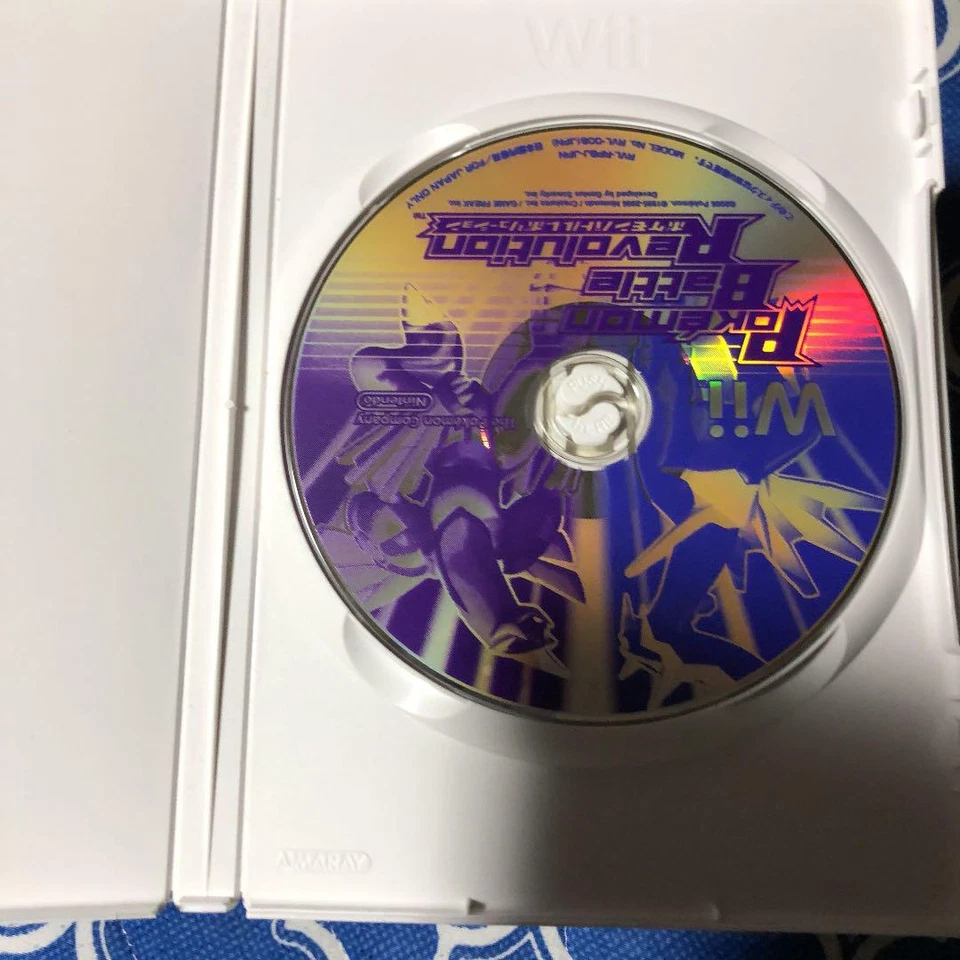 Wii
Wii
Pokémon
Battle
Revolution
ポケモンバトルレボリューション
TM
The Pokémon Company
Nintendo
©2006 Pokémon. ©1995-2006 Nintendo / Creatures Inc. / GAME FREAK inc.
Developed by Genius Sonority Inc.
RVL-RPBJ-JPN
MODEL No. RVL-006(JPN)
FOR JAPAN ONLY
AMARAY